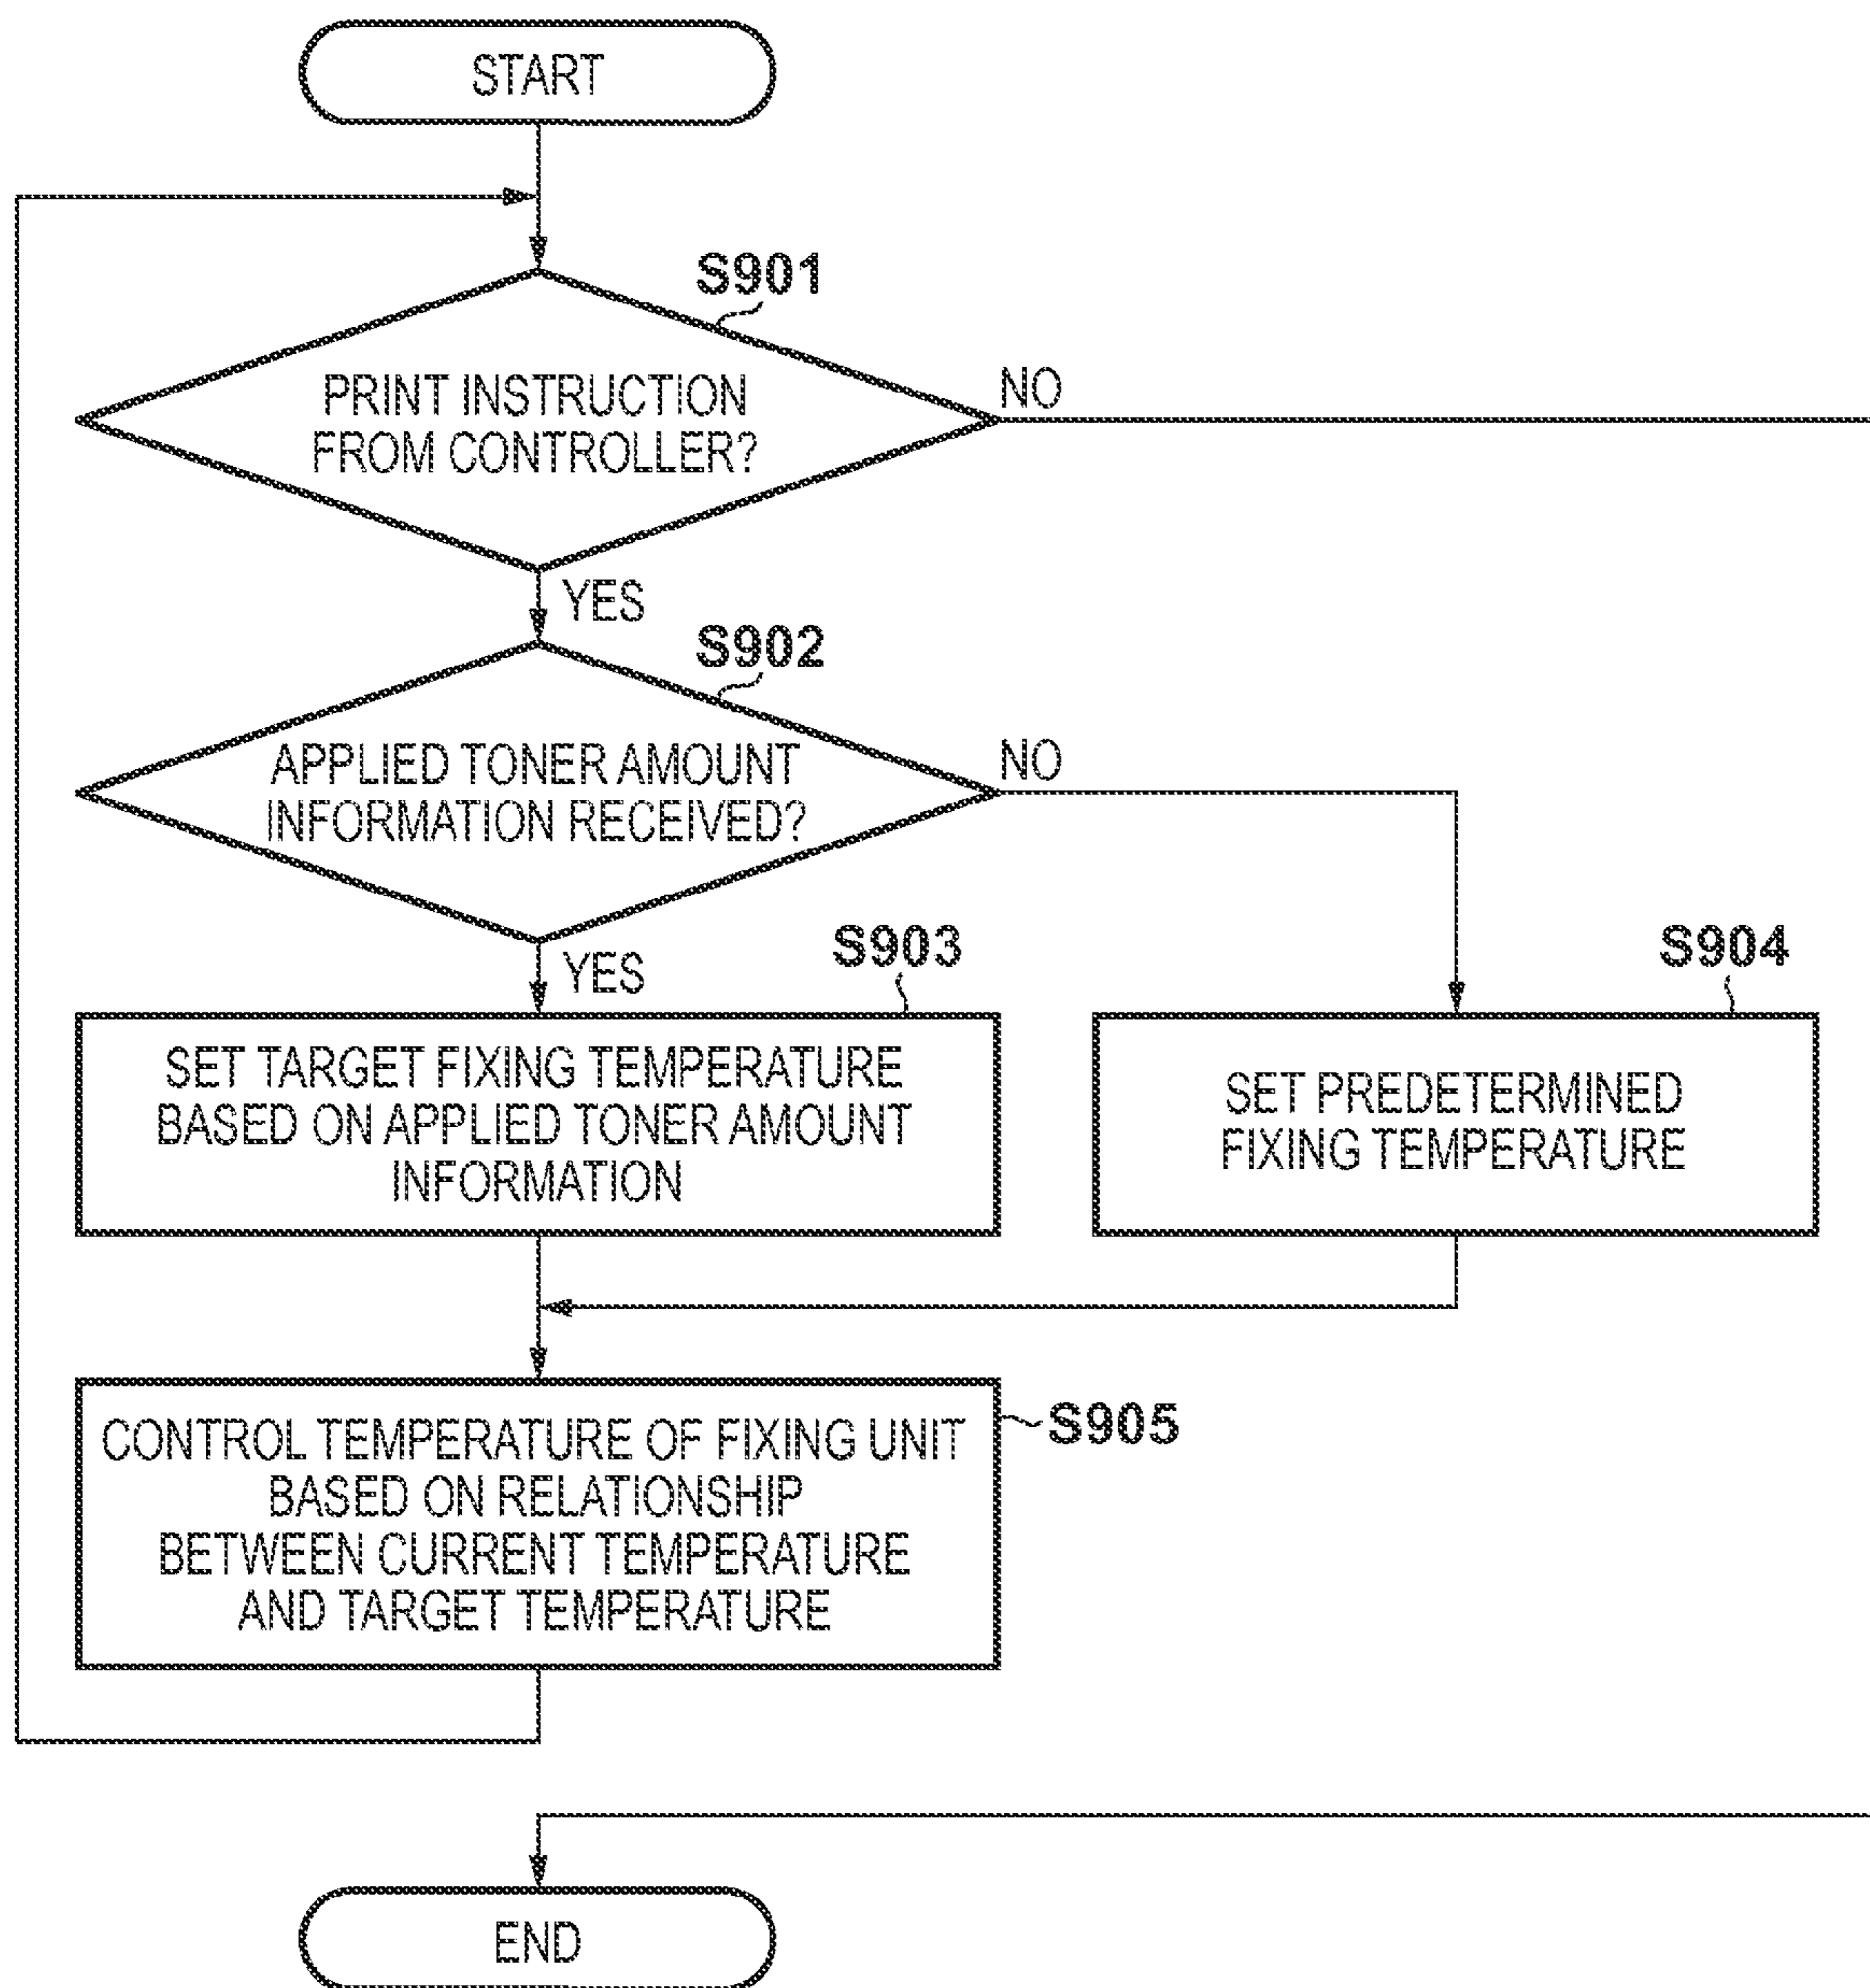 START
S901
PRINT INSTRUCTION
FROM CONTROLLER?
NO
YES
S902
APPLIED TONER AMOUNT
INFORMATION RECEIVED?
NO
YES
S903
SET TARGET FIXING TEMPERATURE
BASED ON APPLIED TONER AMOUNT
INFORMATION
S904
SET PREDETERMINED
FIXING TEMPERATURE
CONTROL TEMPERATURE OF FIXING UNIT
BASED ON RELATIONSHIP
BETWEEN CURRENT TEMPERATURE
AND TARGET TEMPERATURE
S905
END